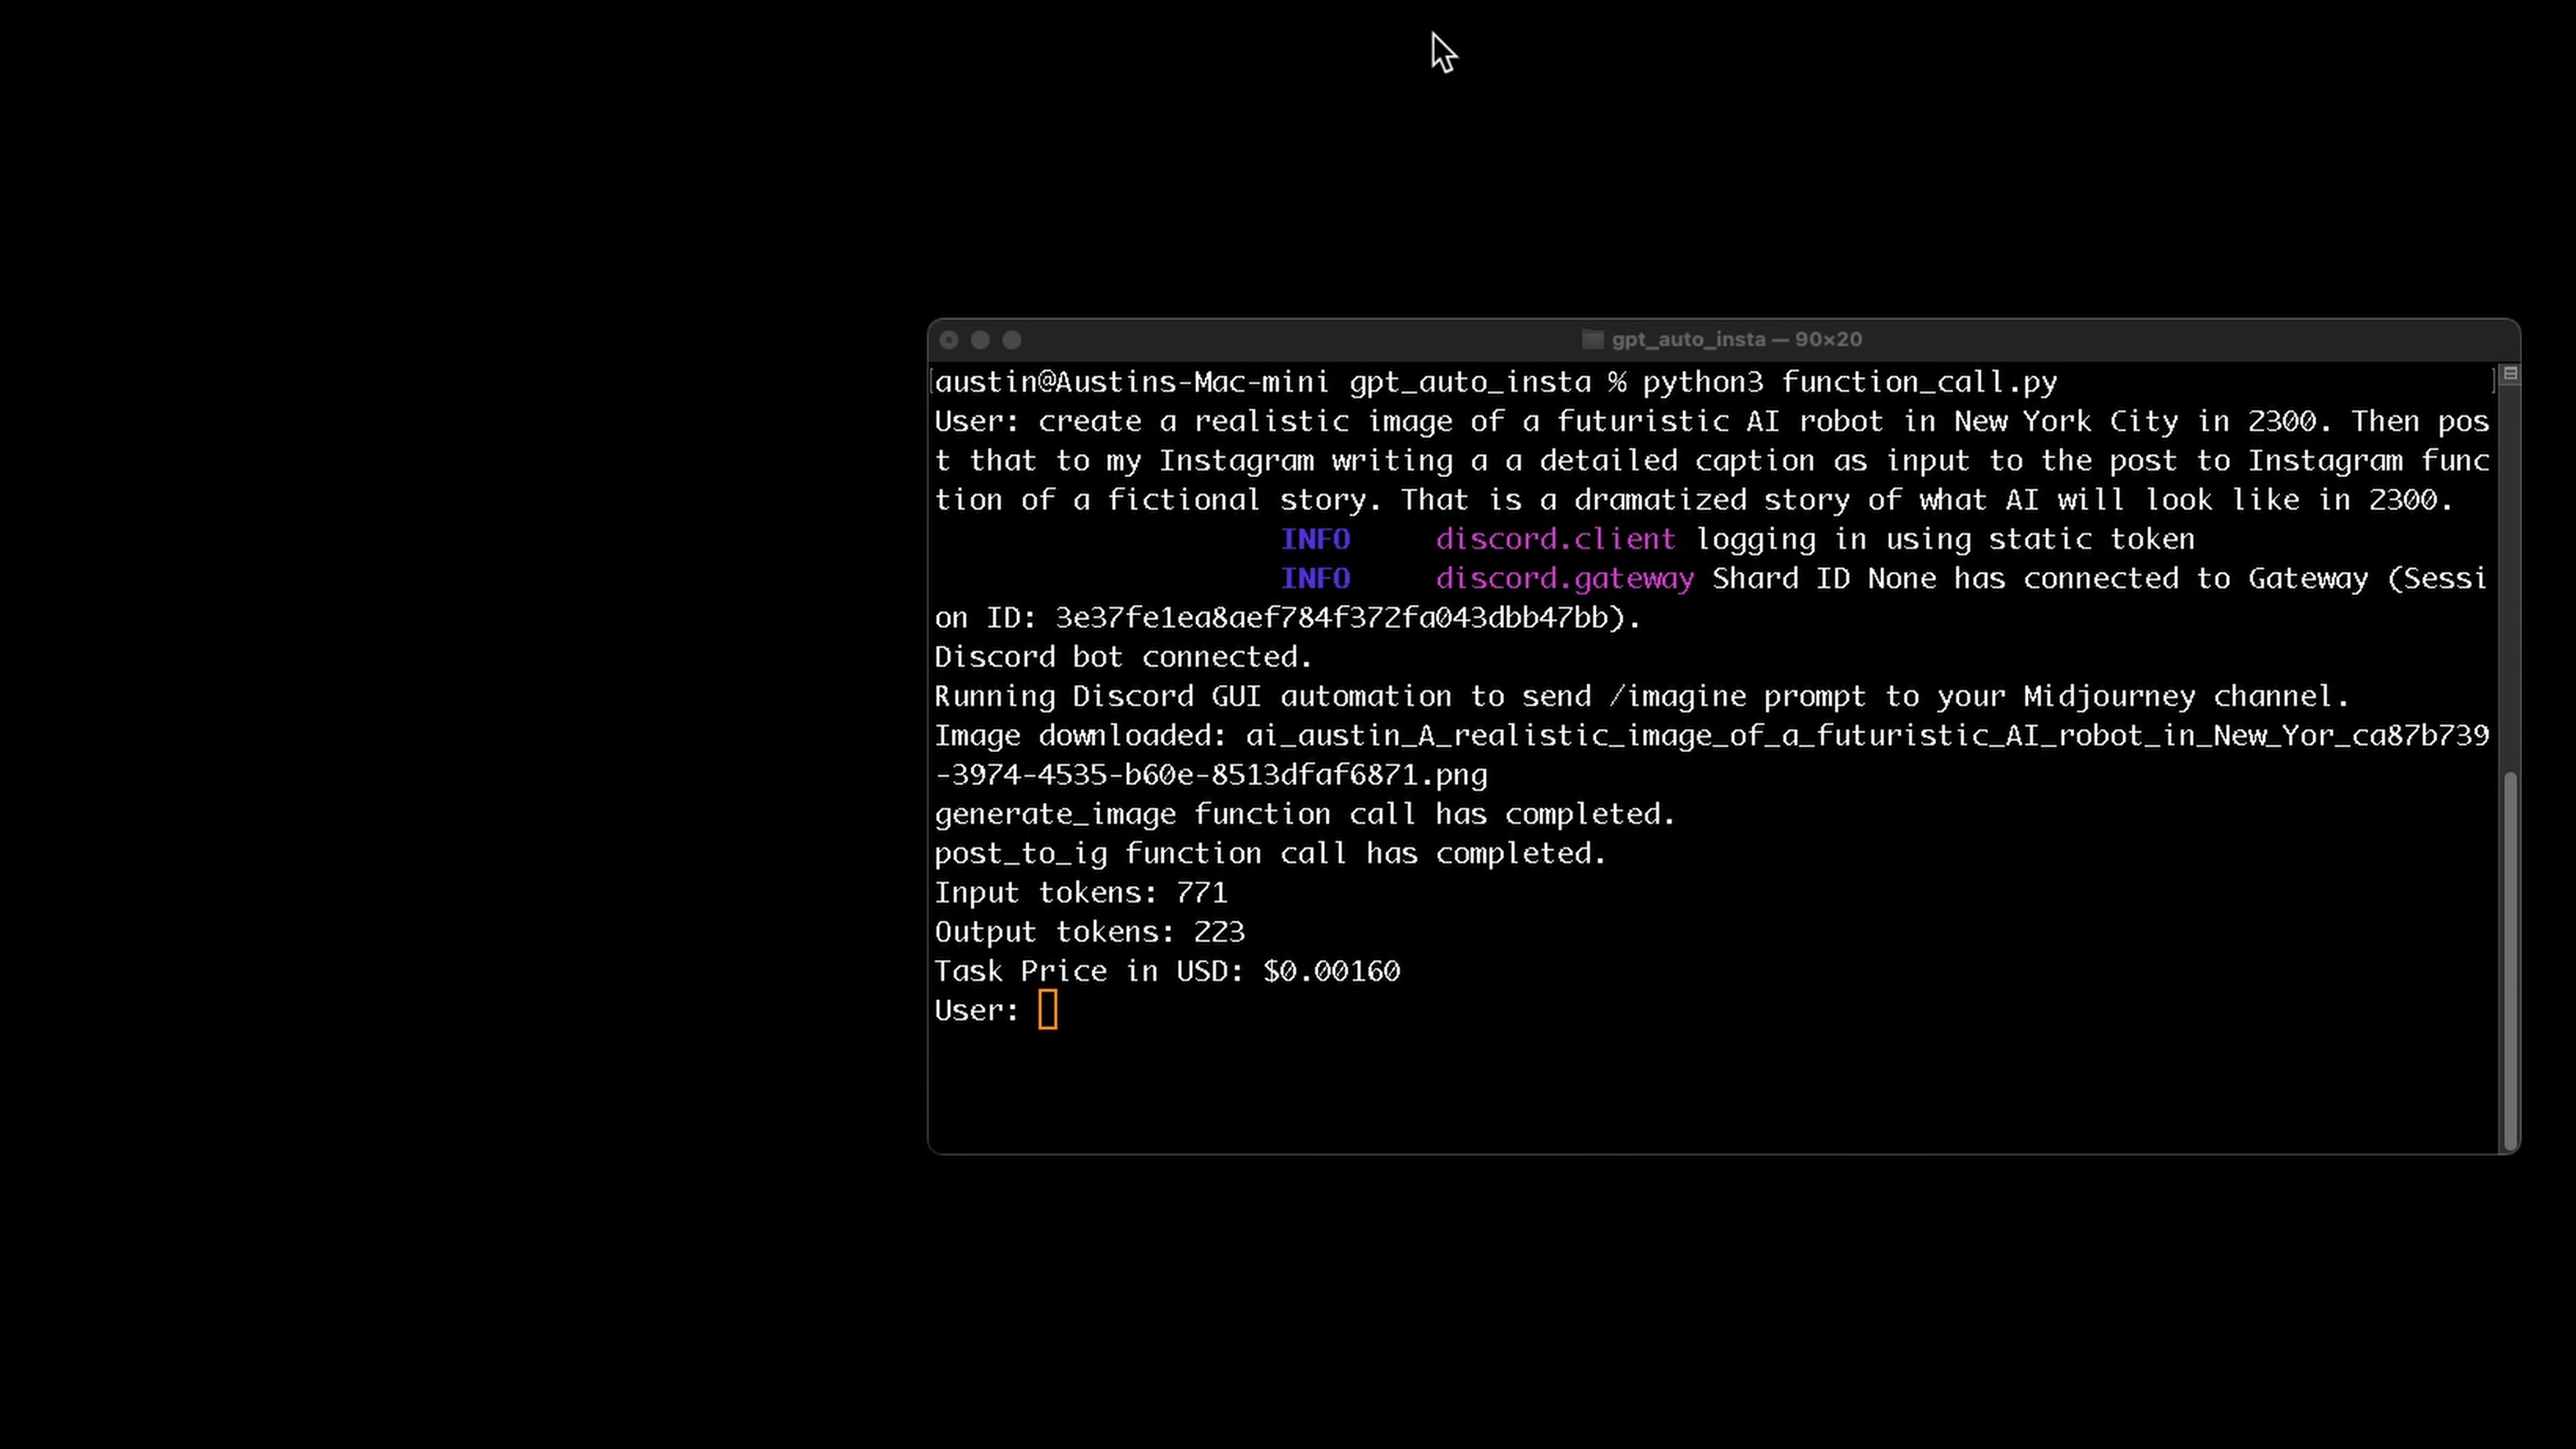 gpt_auto_insta — 90×20
austin@Austins-Mac-mini gpt_auto_insta % python3 function_call.py
User: create a realistic image of a futuristic AI robot in New York City in 2300. Then pos
t that to my Instagram writing a a detailed caption as input to the post to Instagram func
tion of a fictional story. That is a dramatized story of what AI will look like in 2300.
INFO     discord.client logging in using static token
INFO     discord.gateway Shard ID None has connected to Gateway (Sessi
on ID: 3e37fe1ea8aef784f372fa043dbb47bb).
Discord bot connected.
Running Discord GUI automation to send /imagine prompt to your Midjourney channel.
Image downloaded: ai_austin_A_realistic_image_of_a_futuristic_AI_robot_in_New_Yor_ca87b739
-3974-4535-b60e-8513dfaf6871.png
generate_image function call has completed.
post_to_ig function call has completed.
Input tokens: 771
Output tokens: 223
Task Price in USD: $0.00160
User: